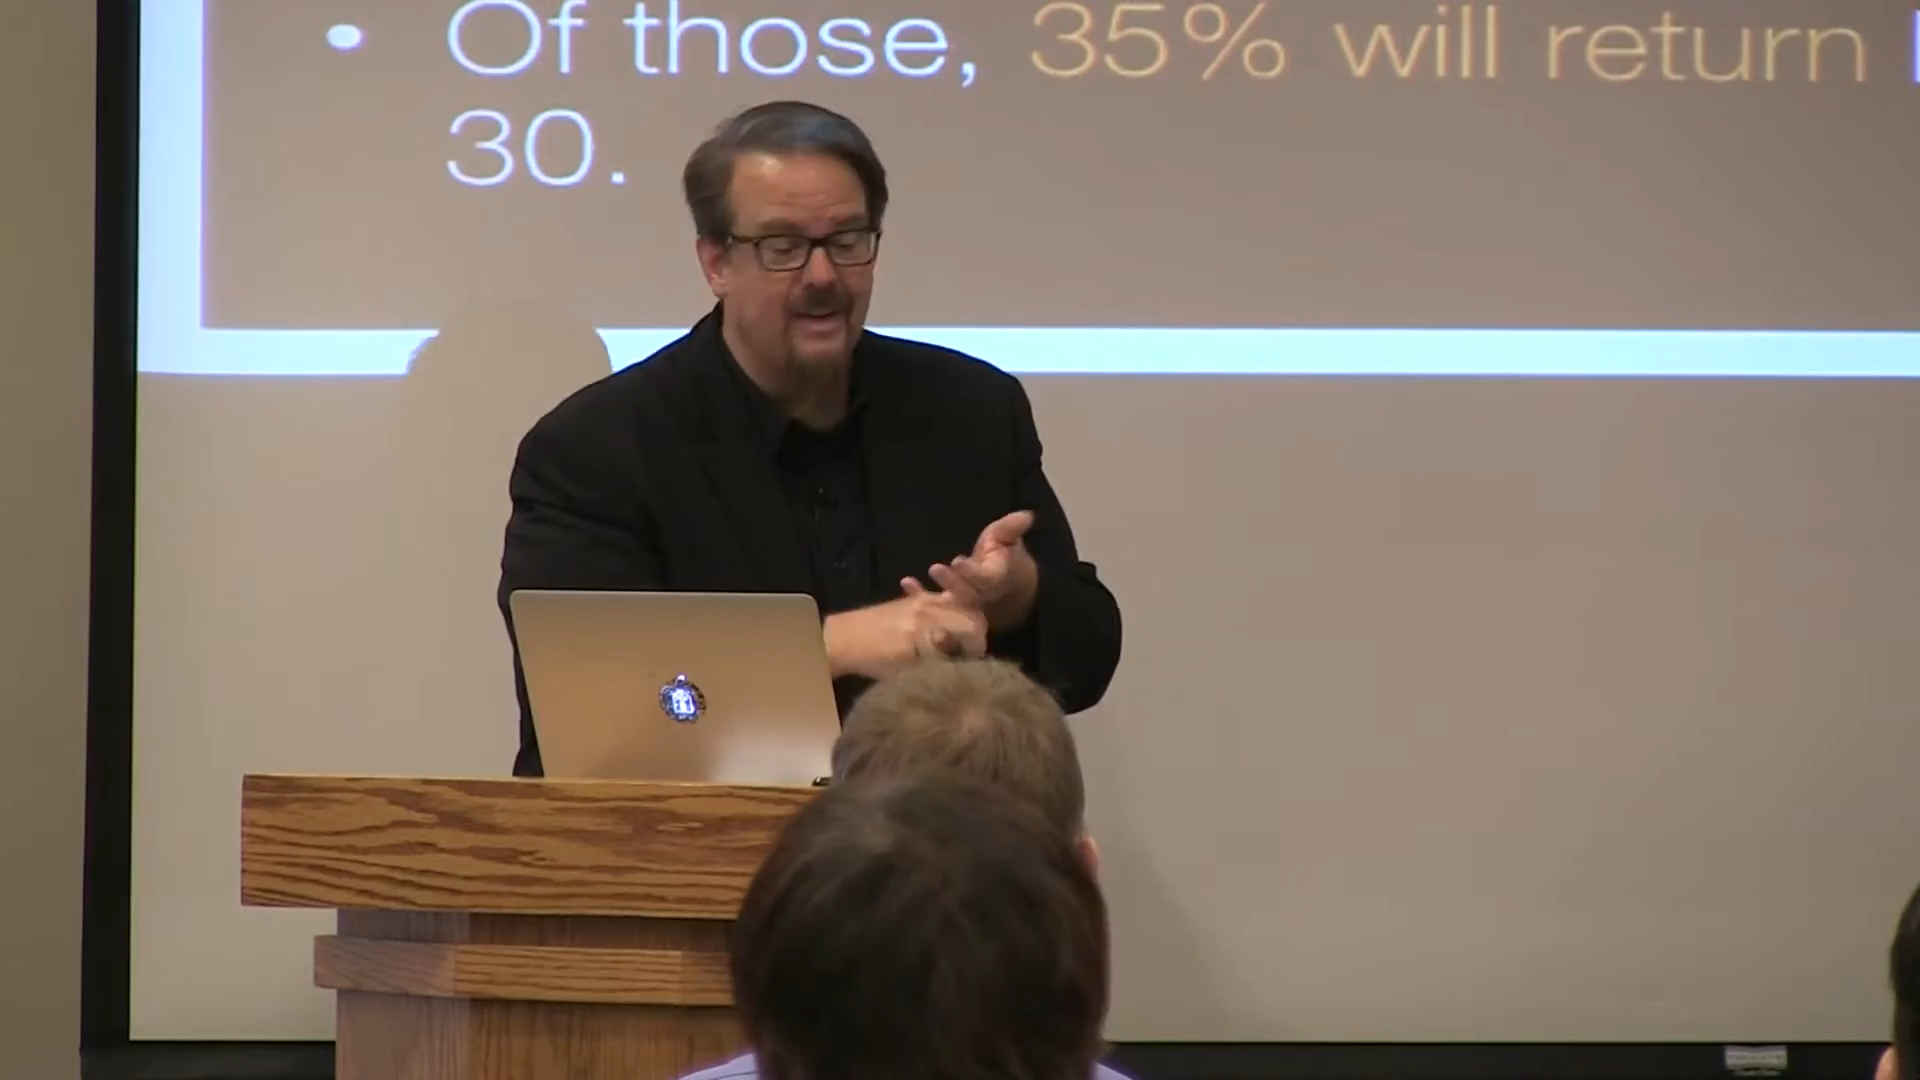 • Of those, 35% will return
30.